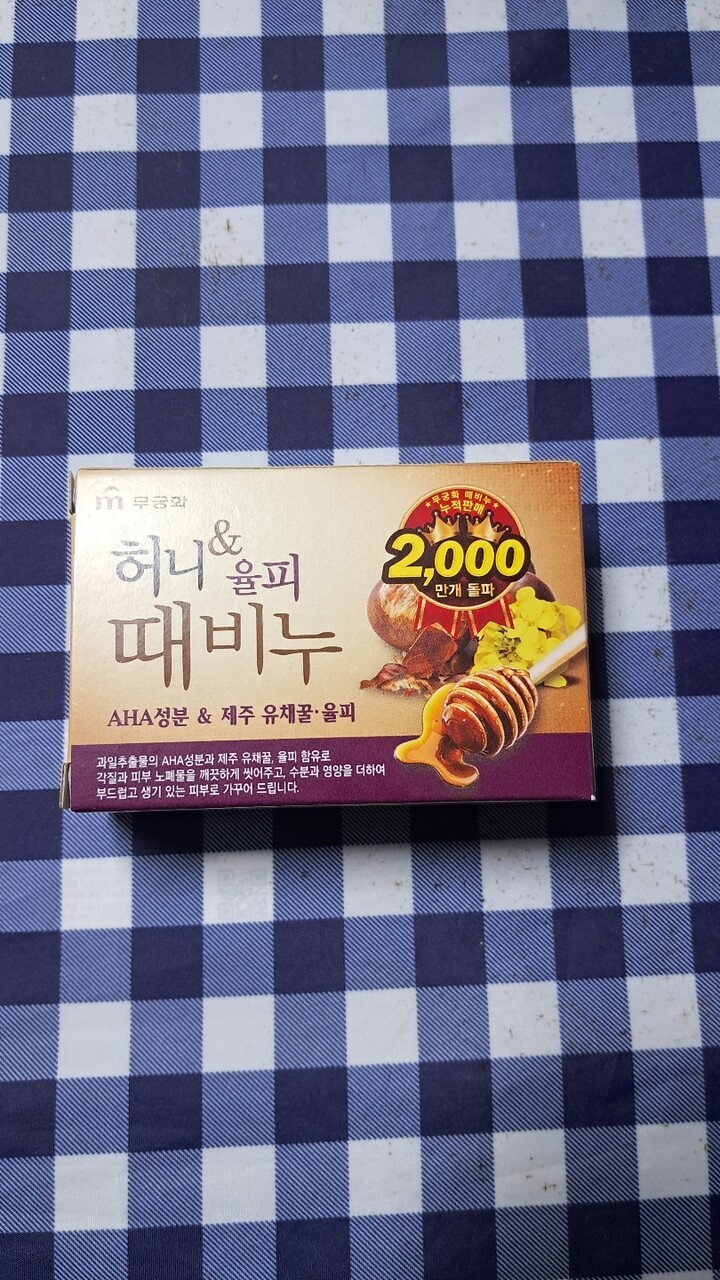 무궁화
허니&
율피
때비누
AHA성분 & 제주 유채꿀·율피
과일추출물의 AHA성분과 제주 유채꿀, 율피 함유로
각질과 피부 노폐물을 깨끗하게 씻어주고, 수분과 영양을 더하여
부드럽고 생기 있는 피부로 가꾸어 드립니다.
무궁화 때비누
누적판매
2,000
만개 돌파